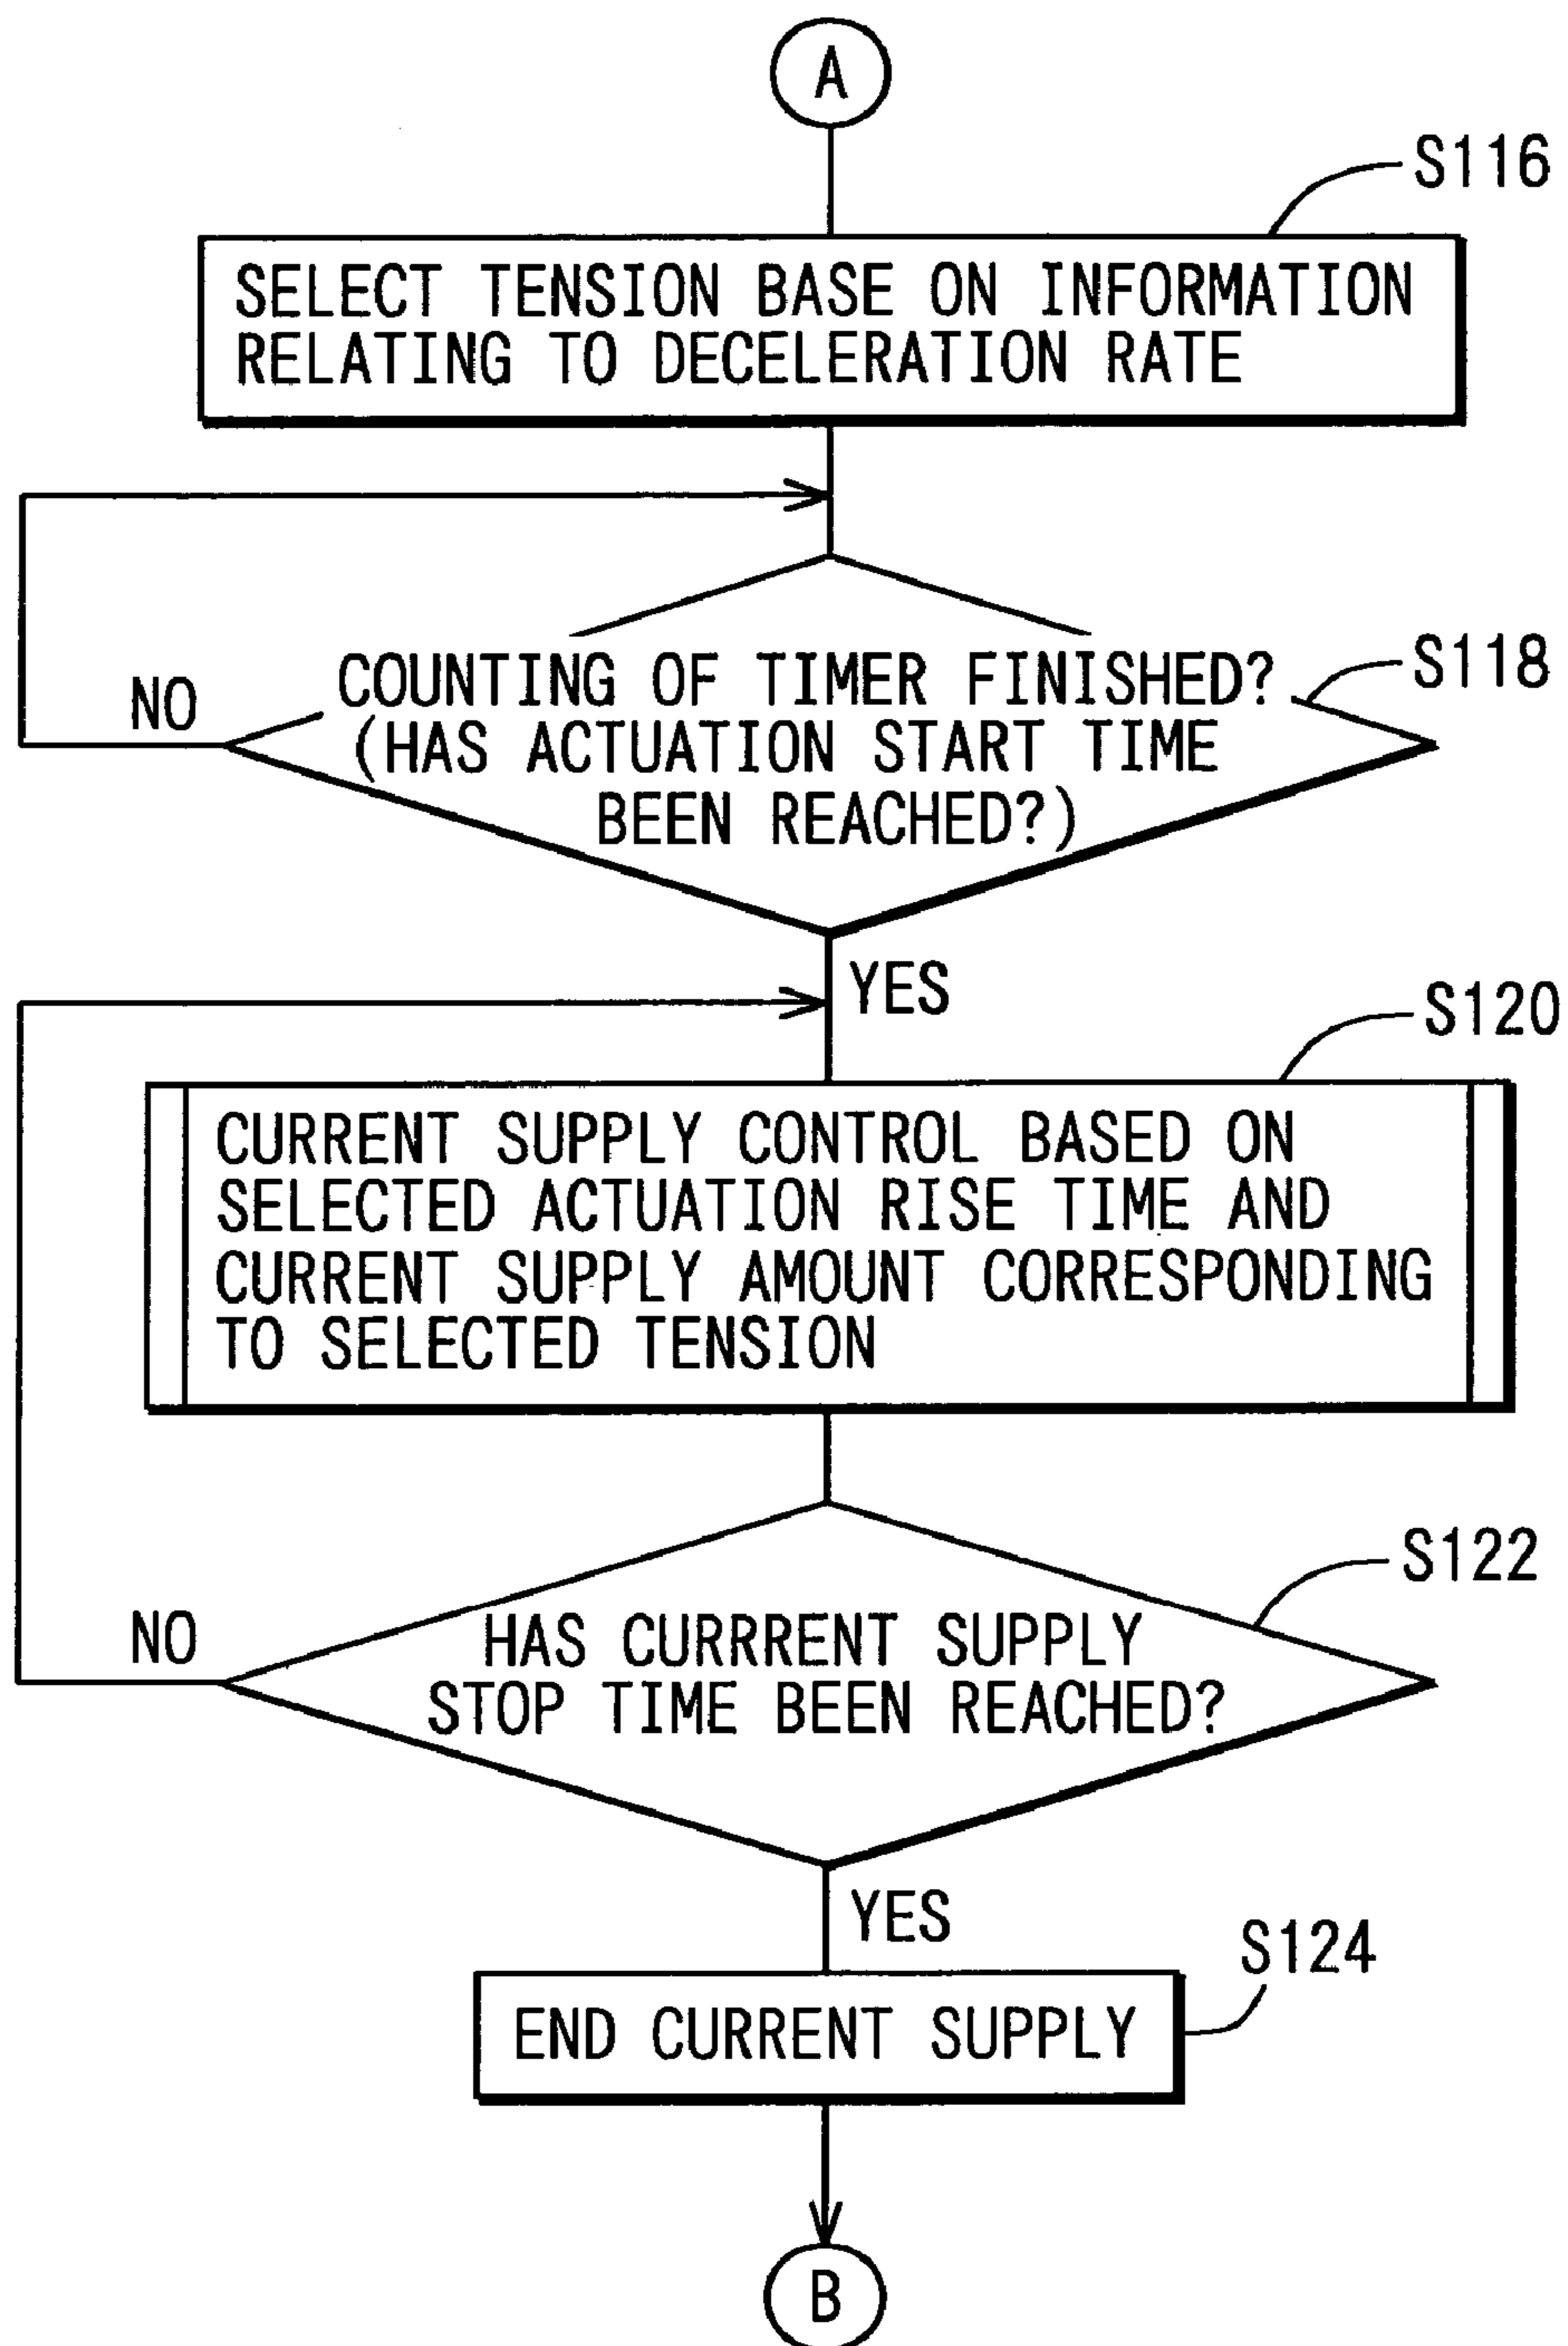 A
S116
SELECT TENSION BASE ON INFORMATION
RELATING TO DECELERATION RATE
S118
NO
COUNTING OF TIMER FINISHED?
(HAS ACTUATION START TIME
BEEN REACHED?)
YES
S120
CURRENT SUPPLY CONTROL BASED ON
SELECTED ACTUATION RISE TIME AND
CURRENT SUPPLY AMOUNT CORRESPONDING
TO SELECTED TENSION
S122
NO
HAS CURRRENT SUPPLY
STOP TIME BEEN REACHED?
YES
S124
END CURRENT SUPPLY
B